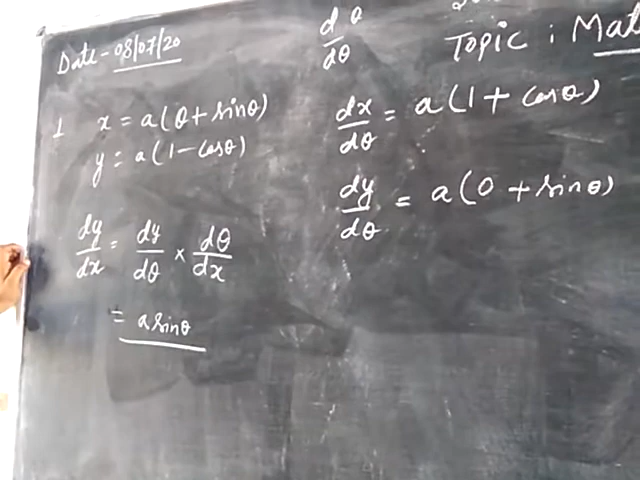 Date - 08/07/20
Topic : Mat
1 x = a(θ + sinθ)
y = a(1 - cosθ)
dy/dx = dy/dθ × dθ/dx
= a sinθ
d θ/dθ
dx/dθ = a(1 + cosθ)
dy/dθ = a(0 + sinθ)